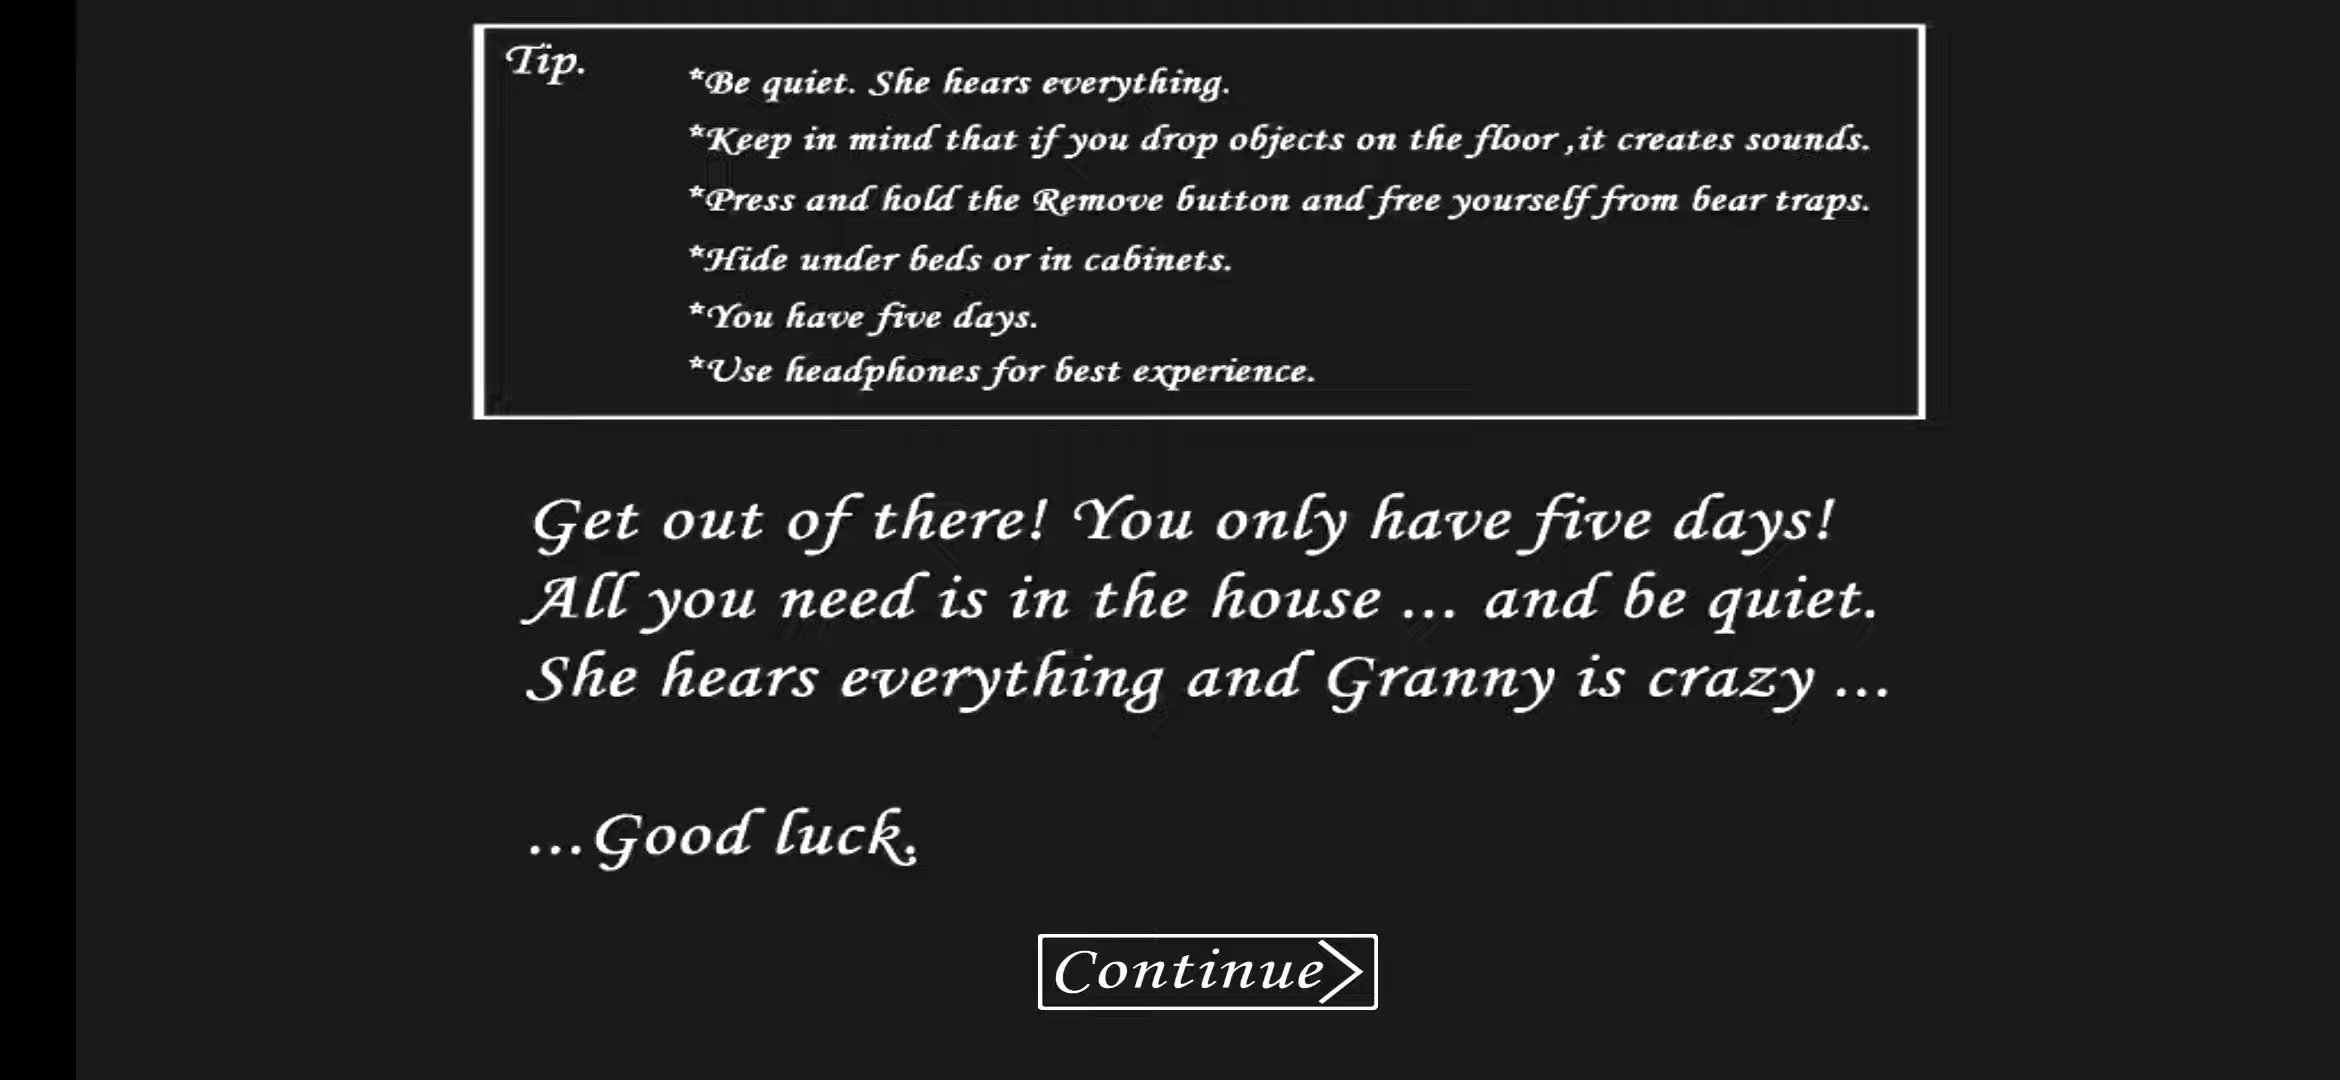 Tip.
*Be quiet. She hears everything.
*Keep in mind that if you drop objects on the floor ,it creates sounds.
*Press and hold the Remove button and free yourself from bear traps.
*Hide under beds or in cabinets.
*You have five days.
*Use headphones for best experience.
Get out of there! You only have five days!
All you need is in the house ... and be quiet.
She hears everything and Granny is crazy ...
...Good luck.
Continue>